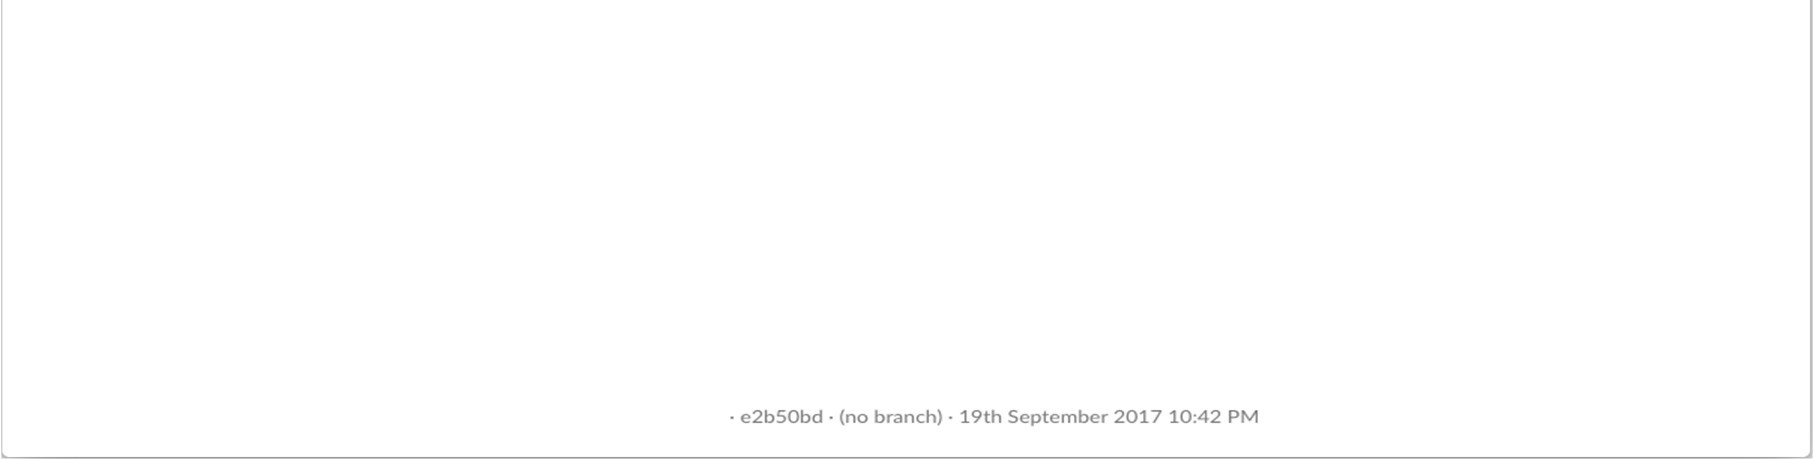 · e2b50bd · (no branch) · 19th September 2017 10:42 PM